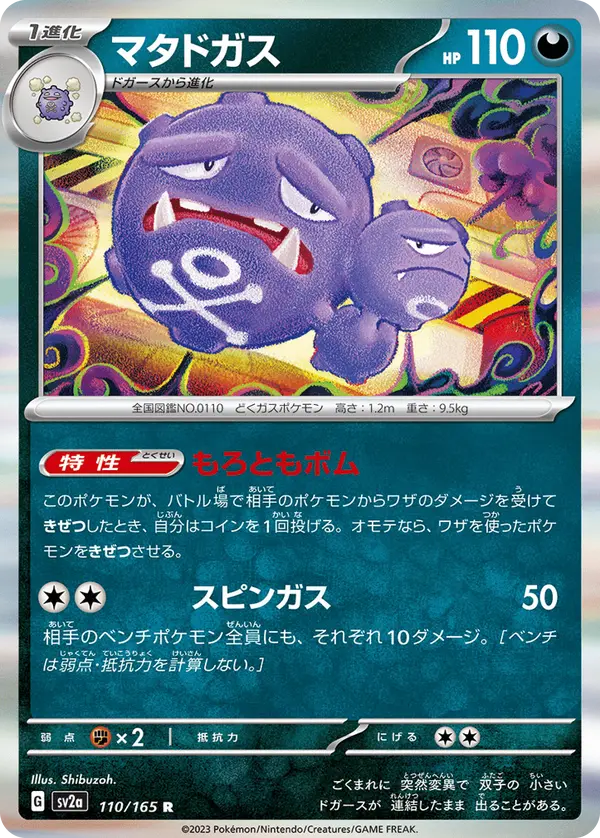 1進化
マタドガス
HP 110
ドガースから進化
全国図鑑NO.0110 どくガスポケモン 高さ：1.2m 重さ：9.5kg
特性 とくせい もろともボム
このポケモンが、バトル場で相手のポケモンからワザのダメージを受けて
きぜつしたとき、自分はコインを1回投げる。オモテなら、ワザを使ったポケ
モンをきぜつさせる。
スピンガス 50
相手のベンチポケモン全員にも、それぞれ10ダメージ。［ベンチ
は弱点・抵抗力を計算しない。］
弱点 ×2 抵抗力 にげる
Illus. Shibuzoh.
G sv2a 110/165 R
ごくまれに 突然変異で 双子の 小さい
ドガースが 連結したまま 出ることがある。
©2023 Pokémon/Nintendo/Creatures/GAME FREAK.